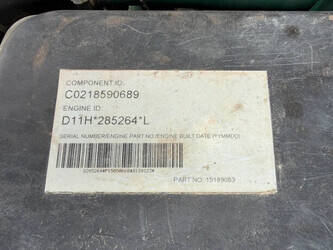 COMPONENT ID:
C0218590689
ENGINE ID:
D11H*285264*L
SERIAL NUMBER/ENGINE PART NO./ENGINE BUILT DATE (YYMMDD)
PART NO. 15189083